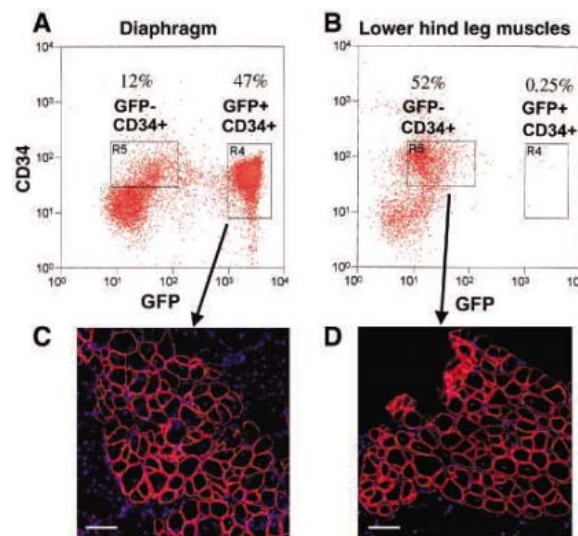 A
Diaphragm
B
Lower hind leg muscles
CD34
10⁴
10³
10²
10¹
10⁰
12%
GFP-
CD34+
R5
47%
GFP+
CD34+
R4
10⁰ 10¹ 10² 10³ 10⁴
GFP
10⁴
10³
10²
10¹
10⁰
52%
GFP-
CD34+
0.25%
GFP+
CD34+
R4
10⁰ 10¹ 10² 10³ 10
GFP
C
D